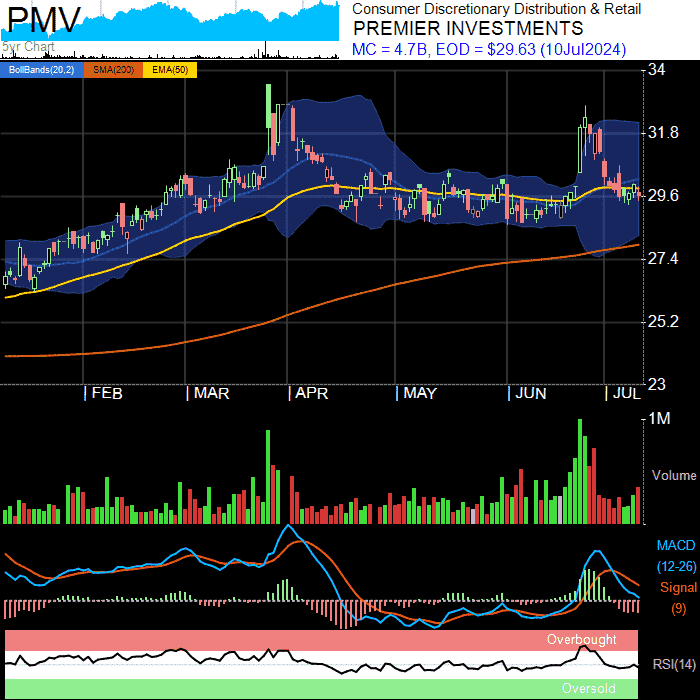 PMV
5yr Chart
Consumer Discretionary Distribution & Retail
PREMIER INVESTMENTS
MC = 4.7B, EOD = $29.63 (10Jul2024)
BollBands(20,2) SMA(200) EMA(50)
34
31.8
29.6
27.4
25.2
23
FEB MAR APR MAY JUN JUL
1M
Volume
MACD
(12-26)
Signal
(9)
Overbought
RSI(14)
Oversold